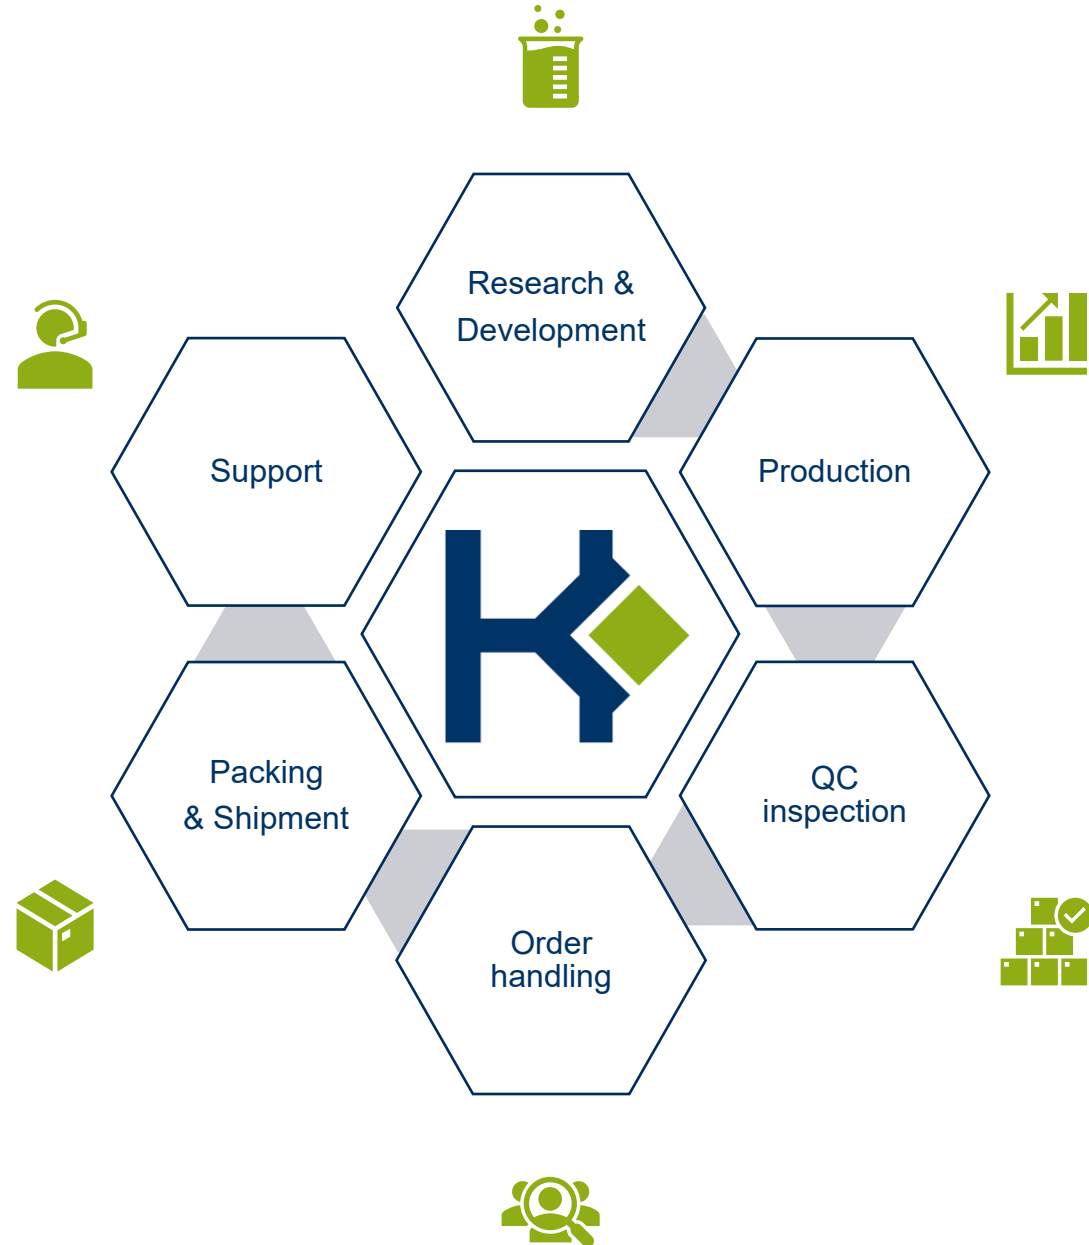 Research &
Development
Production
QC
inspection
Order
handling
Packing
& Shipment
Support